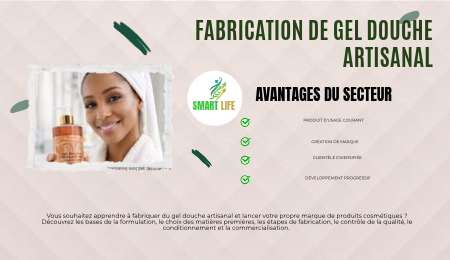 FABRICATION DE GEL DOUCHE
ARTISANAL
SMART LIFE
AVANTAGES DU SECTEUR
PRODUIT D'USAGE COURANT
CRÉATION DE MARQUE
CLIENTÈLE DIVERSIFIÉE
DÉVELOPPEMENT PROGRESSIF
Vous souhaitez apprendre à fabriquer du gel douche artisanal et lancer votre propre marque de produits cosmétiques ?
Découvrez les bases de la formulation, le choix des matières premières, les étapes de fabrication, le contrôle de la qualité, le
conditionnement et la commercialisation.